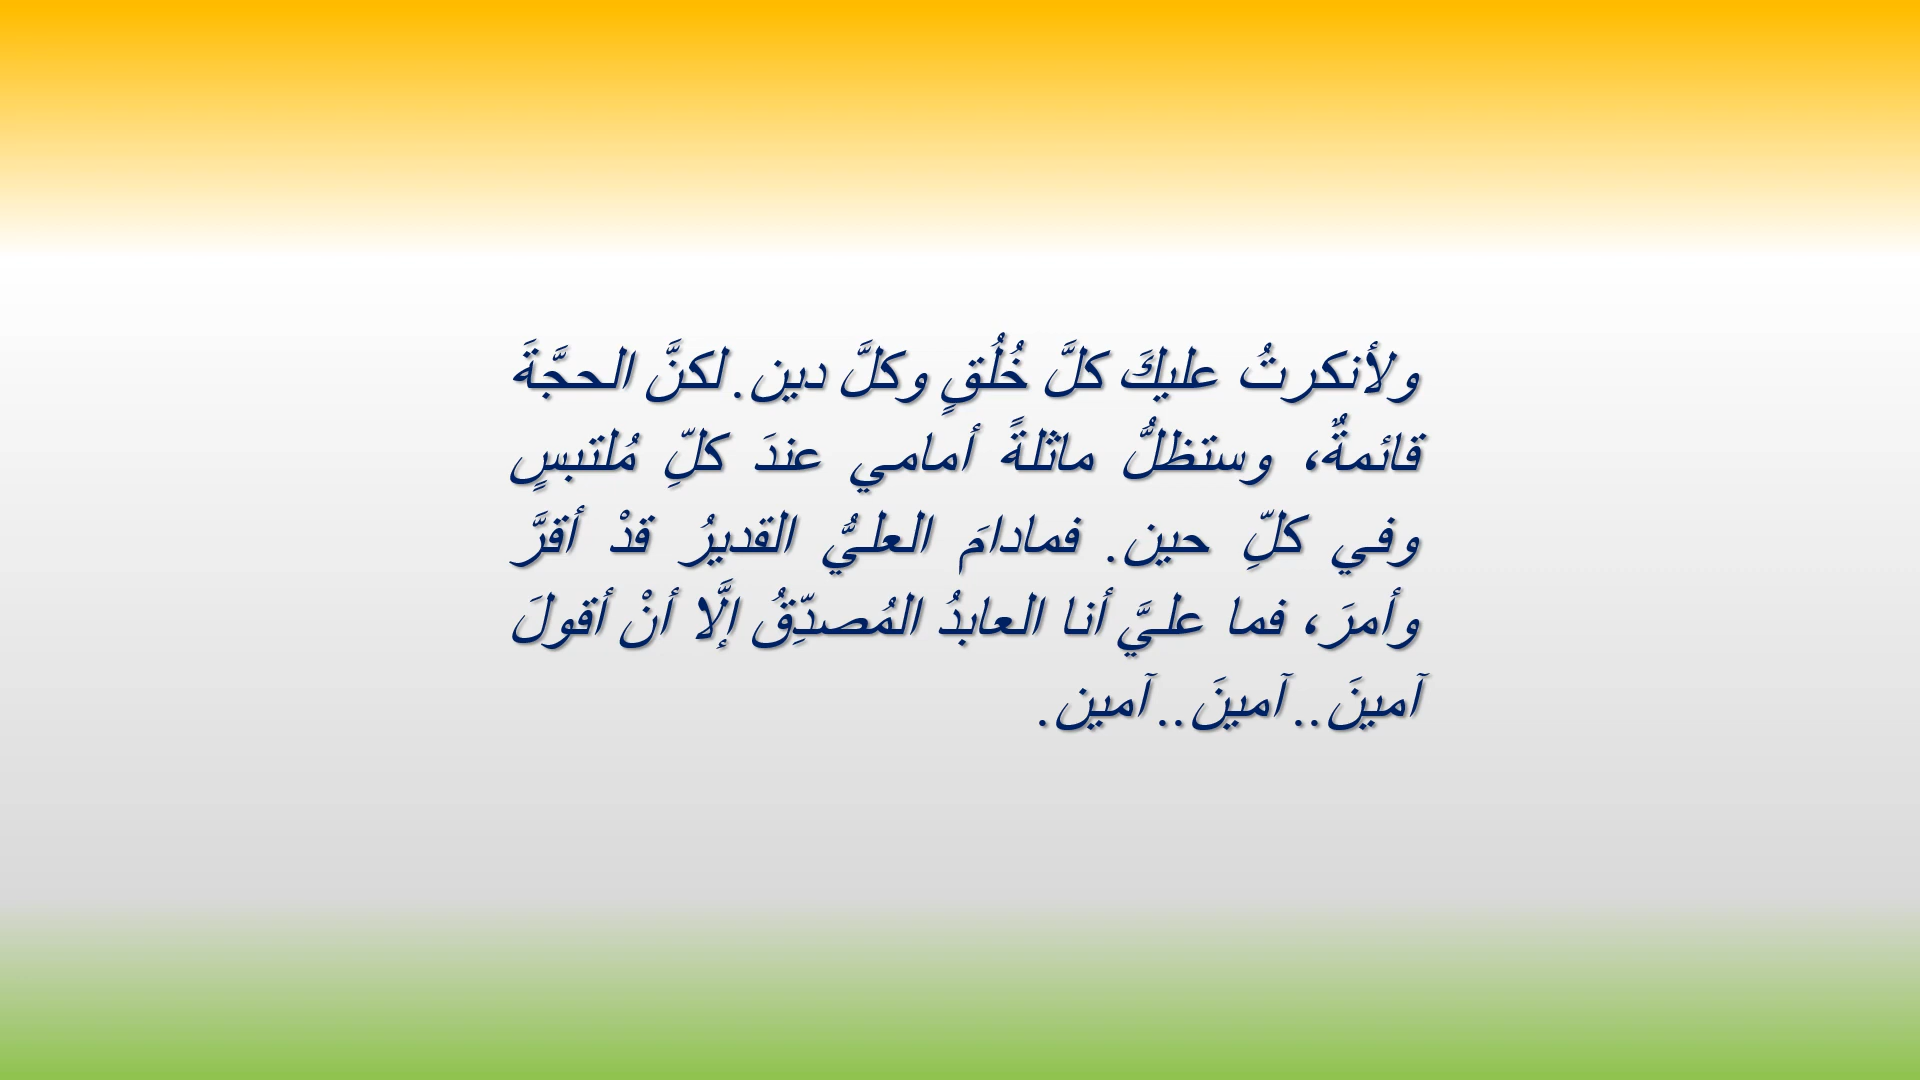 ولأنكرتُ عليكَ كلَّ خُلُقٍ وكلَّ دين. لكنَّ الحجَّةَ
قائمةٌ، وستظلُّ ماثلةً أمامي عندَ كلِّ مُلتبسٍ
وفي كلِّ حين. فمادامَ العليُّ القديرُ قدْ أقرَّ
وأمرَ، فما عليَّ أنا العابدُ المُصدّقُ إلَّا أنْ أقولَ
آمينَ.. آمينَ.. آمين.